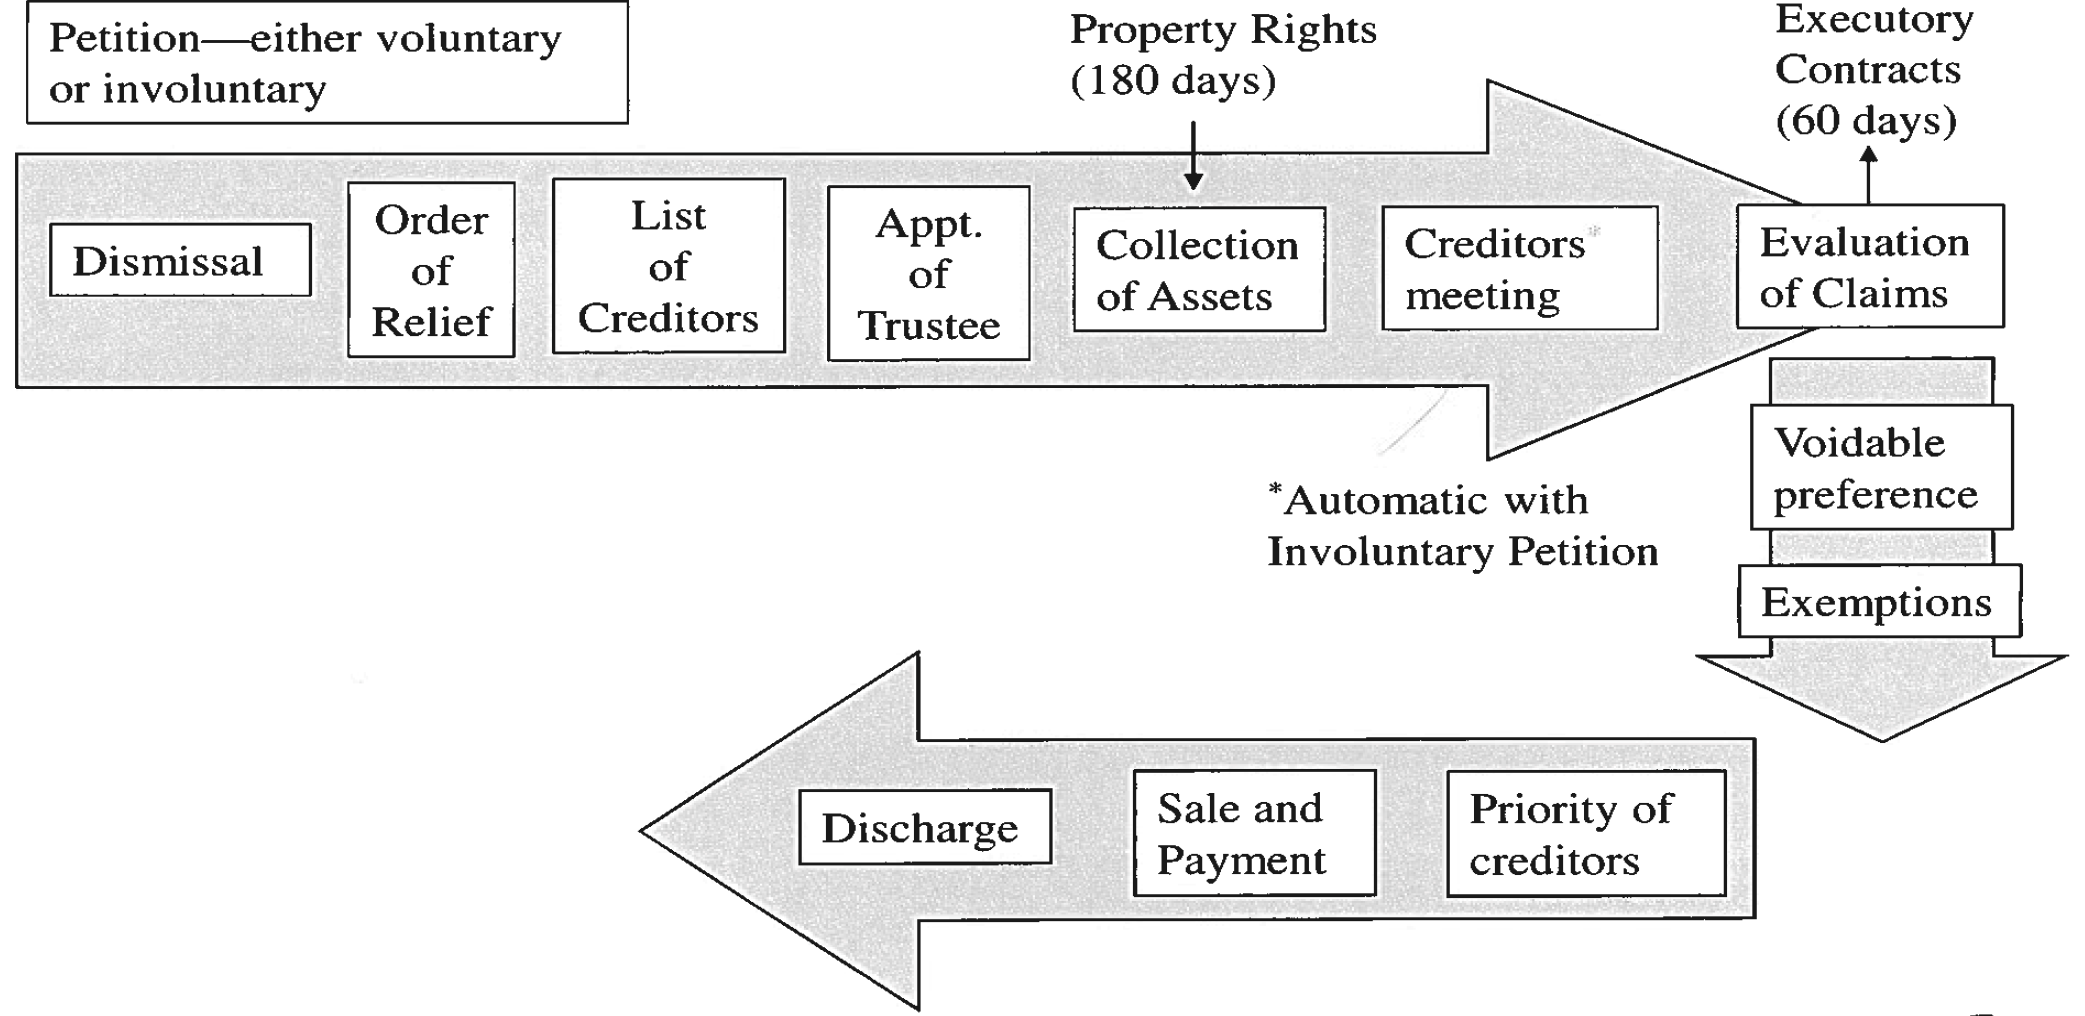 Petition—either voluntary
or involuntary
Property Rights
(180 days)
Executory
Contracts
(60 days)
Dismissal
Order
of
Relief
List
of
Creditors
Appt.
of
Trustee
Collection
of Assets
Creditors*
meeting
Evaluation
of Claims
*Automatic with
Involuntary Petition
Voidable
preference
Exemptions
Priority of
creditors
Sale and
Payment
Discharge